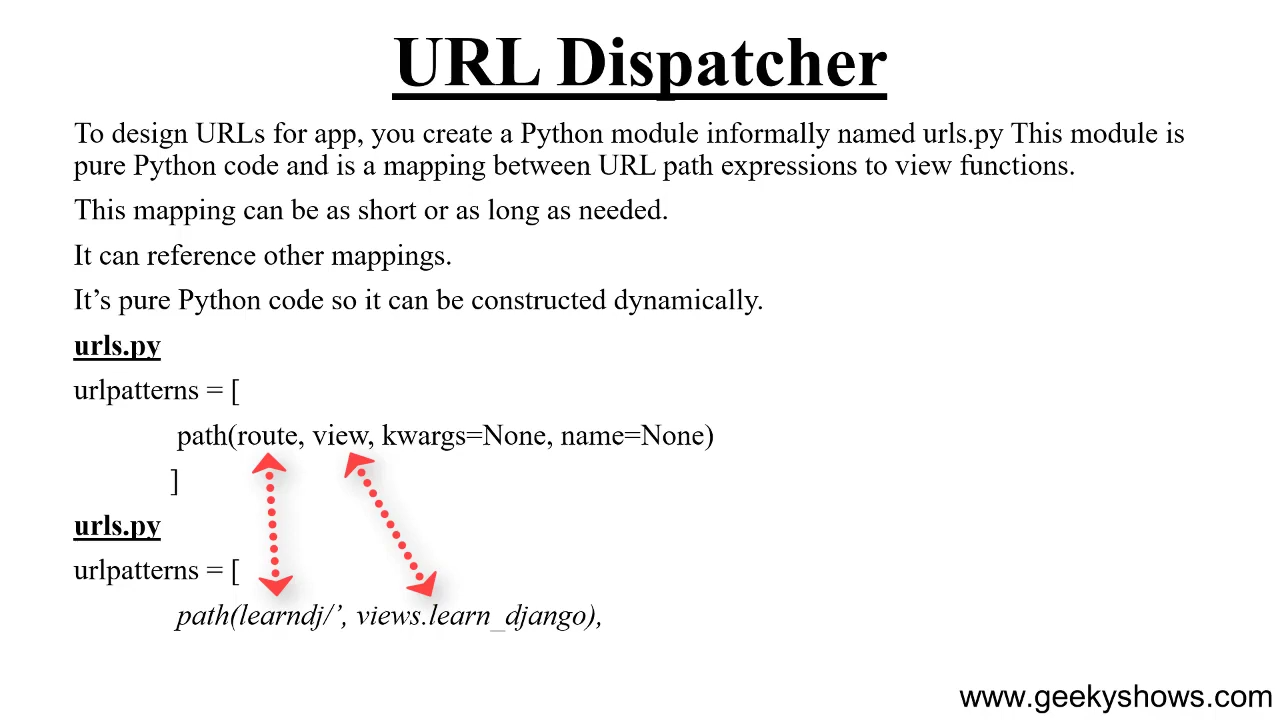 URL Dispatcher
To design URLs for app, you create a Python module informally named urls.py This module is
pure Python code and is a mapping between URL path expressions to view functions.
This mapping can be as short or as long as needed.
It can reference other mappings.
It’s pure Python code so it can be constructed dynamically.
urls.py
urlpatterns = [
path(route, view, kwargs=None, name=None)
]
urls.py
urlpatterns = [
path(learndj/’, views.learn_django),
www.geekyshows.com